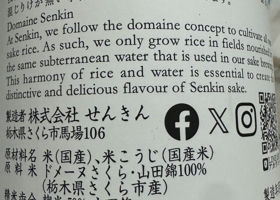 Domaine Senkin
At Senkin, we follow the domaine concept to cultivate
sake rice. As such, we only grow rice in fields nourished
the same subterranean water that is used in our sake
This harmony of rice and water is essential to create
distinctive and delicious flavour of Senkin sake.
製造者 株式会社 せんきん
栃木県さくら市馬場106
原材料名 米(国産)、米こうじ(国産米)
原料米 ドメーヌさくら・山田錦100%
(栃木県さくら市産)
精米歩合